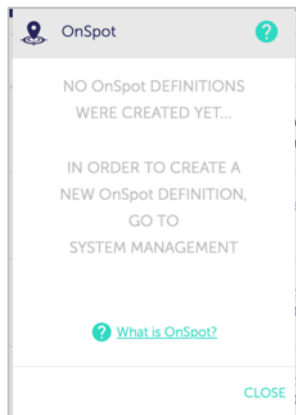 OnSpot
?
NO OnSpot DEFINITIONS
WERE CREATED YET...
IN ORDER TO CREATE A
NEW OnSpot DEFINITION,
GO TO
SYSTEM MANAGEMENT
? What is OnSpot?
CLOSE